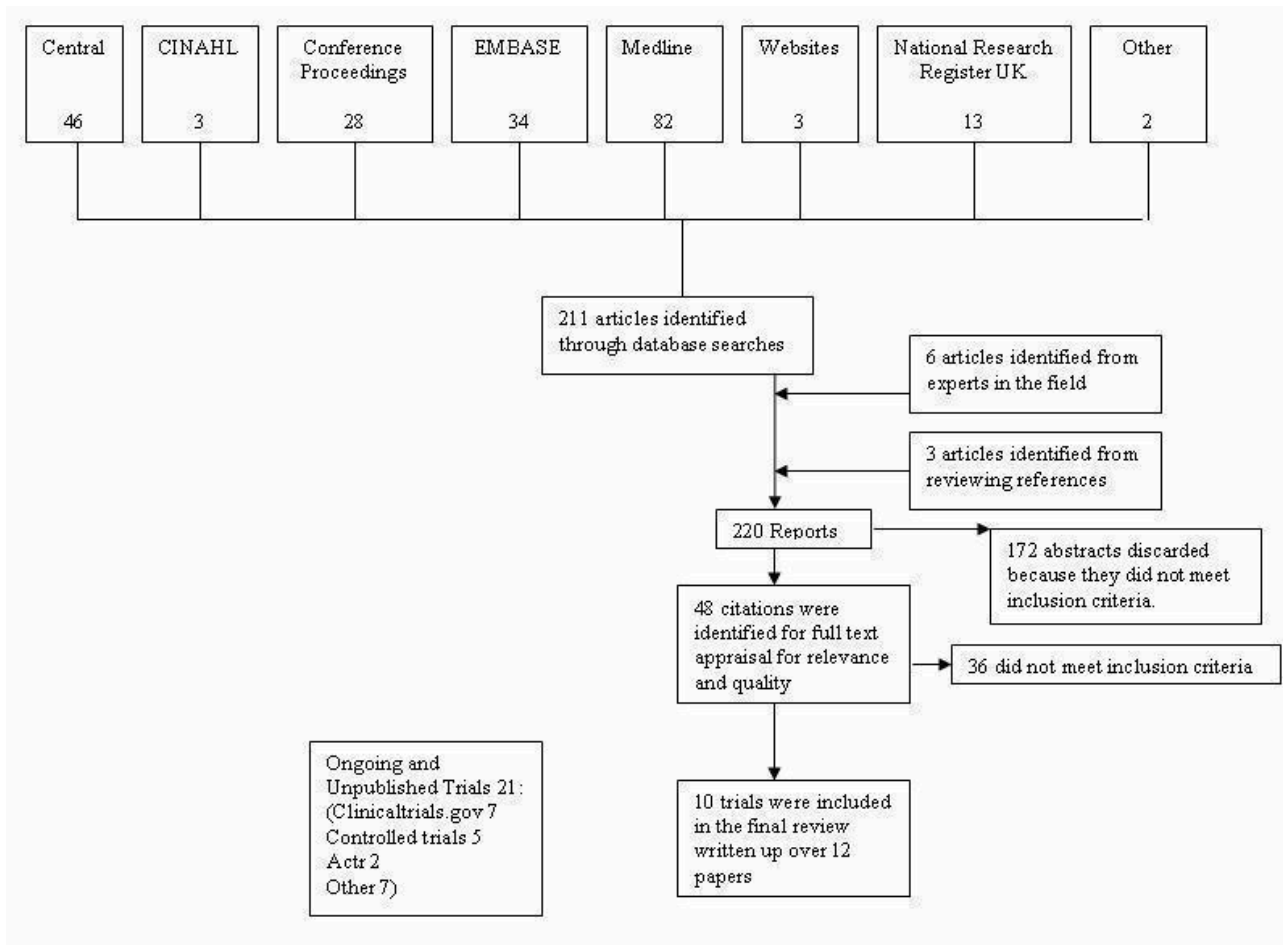 Central
46
CINAHL
3
Conference
Proceedings
28
EMBASE
34
Medline
82
Websites
3
National Research
Register UK
13
Other
2
211 articles identified
through database searches
6 articles identified from
experts in the field
3 articles identified from
reviewing references
220 Reports
172 abstracts discarded
because they did not meet
inclusion criteria.
48 citations were
identified for full text
appraisal for relevance
and quality
36 did not meet inclusion criteria
Ongoing and
Unpublished Trials 21:
(Clinicaltrials.gov 7
Controlled trials 5
Actr 2
Other 7)
10 trials were included
in the final review
written up over 12
papers